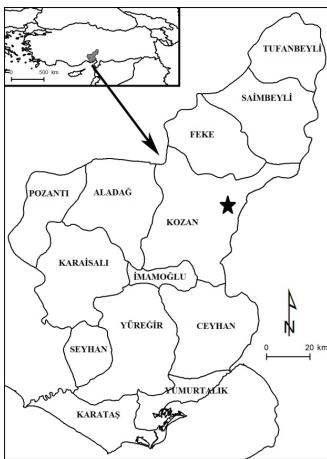 500 km
TUFANBEYLİ
SAİMBEYLİ
FEKE
POZANTI
ALADAĞ
KOZAN
KARAİSALI
İMAMOĞLU
YÜREĞİR
CEYHAN
SEYHAN
N
0 20 km
YUMURTALIK
KARATAŞ